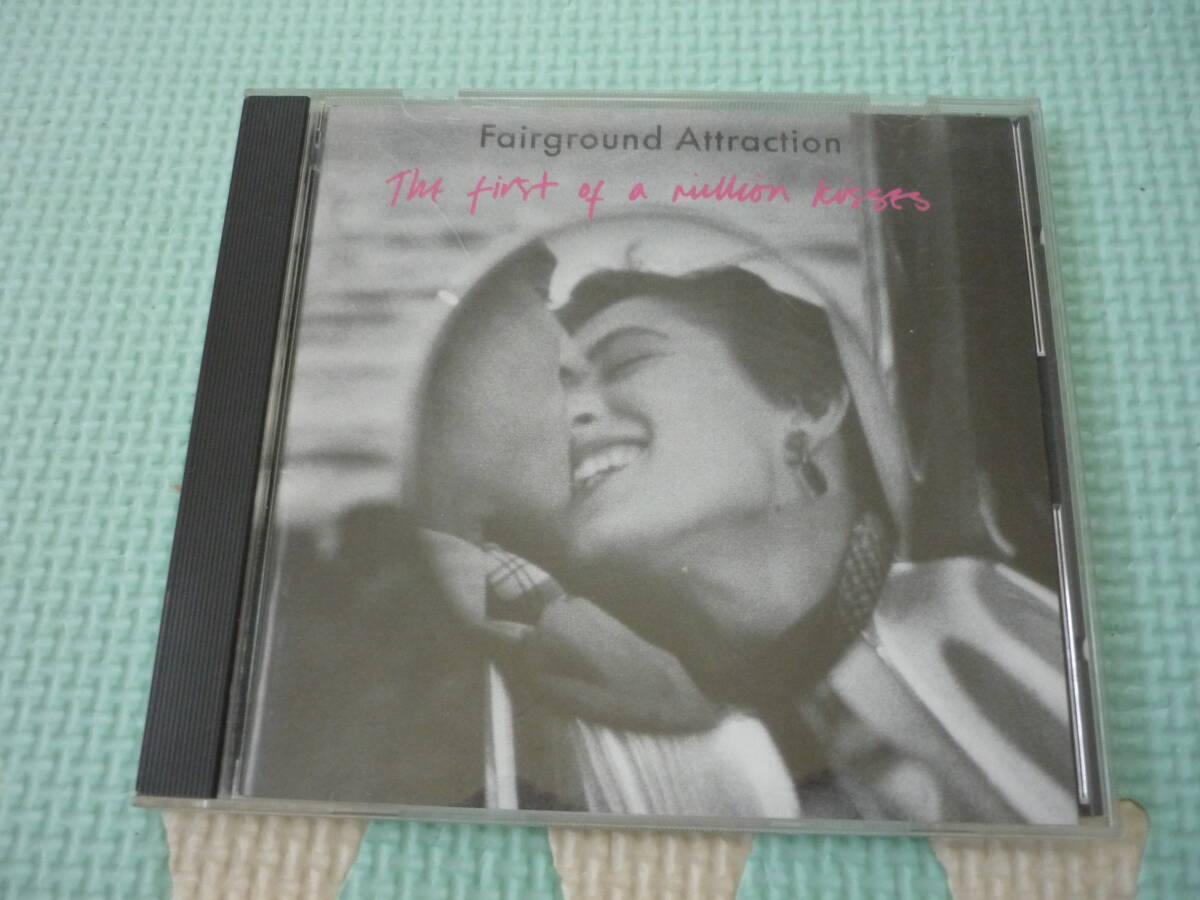 Fairground Attraction
The first of a million kisses